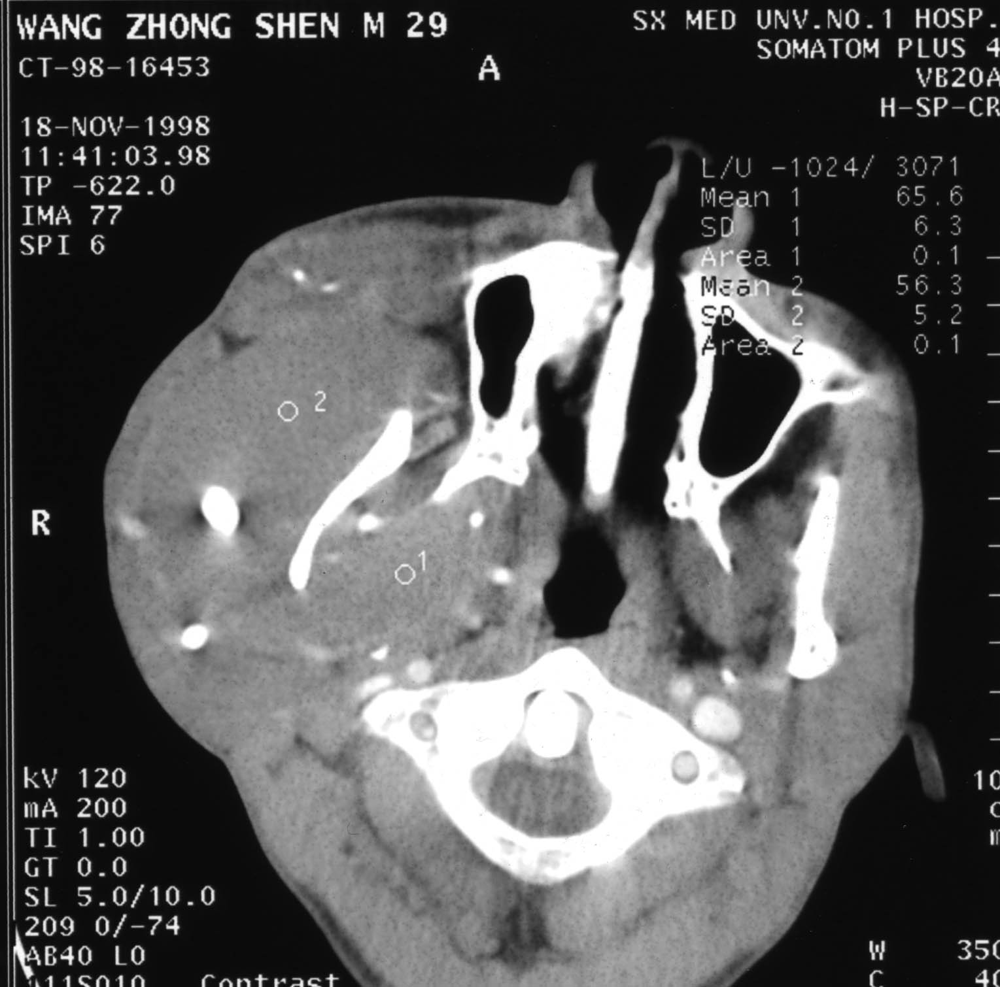 WANG ZHONG SHEN M 29
CT-98-16453
18-NOV-1998
11:41:03.98
TP -622.0
IMA 77
SPI 6
A
SX MED UNV.NO.1 HOSP.
SOMATOM PLUS 4
VB20A
H-SP-CR
L/U -1024/ 3071
Mean 1 65.6
SD 1 6.3
Area 1 0.1
Mean 2 56.3
SD 2 5.2
Area 2 0.1
2
1
R
kV 120
mA 200
TI 1.00
GT 0.0
SL 5.0/10.0
209 0/-74
AB40 L0
Contrast
10
W 350
C 40